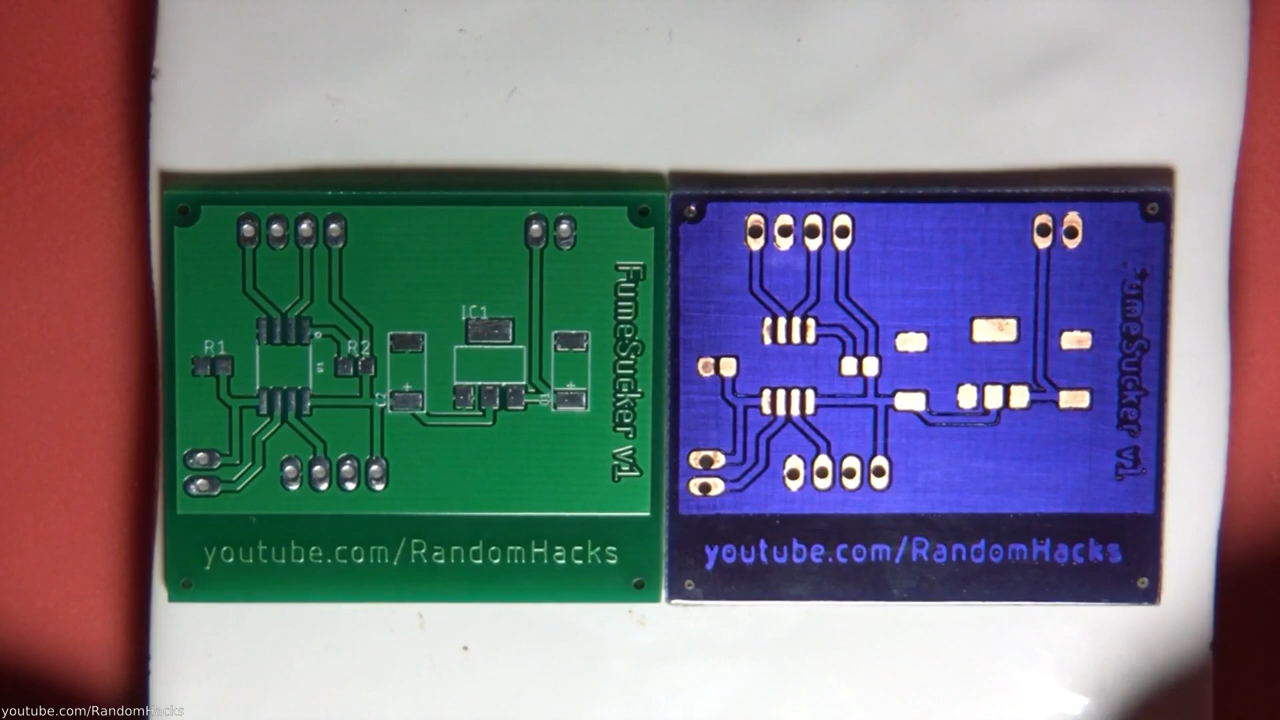 R1
R2
IC1
FumeSucker v1
youtube.com/RandomHacks
umeSucker v1
youtube.com/RandomHacks
youtube.com/RandomHacks